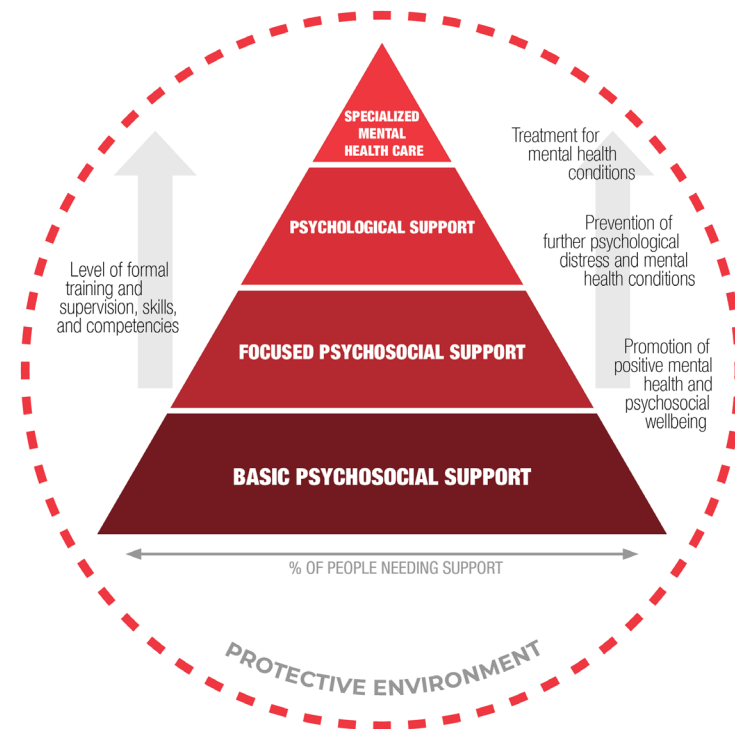 SPECIALIZED
MENTAL
HEALTH CARE
PSYCHOLOGICAL SUPPORT
FOCUSED PSYCHOSOCIAL SUPPORT
BASIC PSYCHOSOCIAL SUPPORT
Level of formal
training and
supervision, skills,
and competencies
Treatment for
mental health
conditions
Prevention of
further psychological
distress and mental
health conditions
Promotion of
positive mental
health and
psychosocial
wellbeing
% OF PEOPLE NEEDING SUPPORT
PROTECTIVE ENVIRONMENT